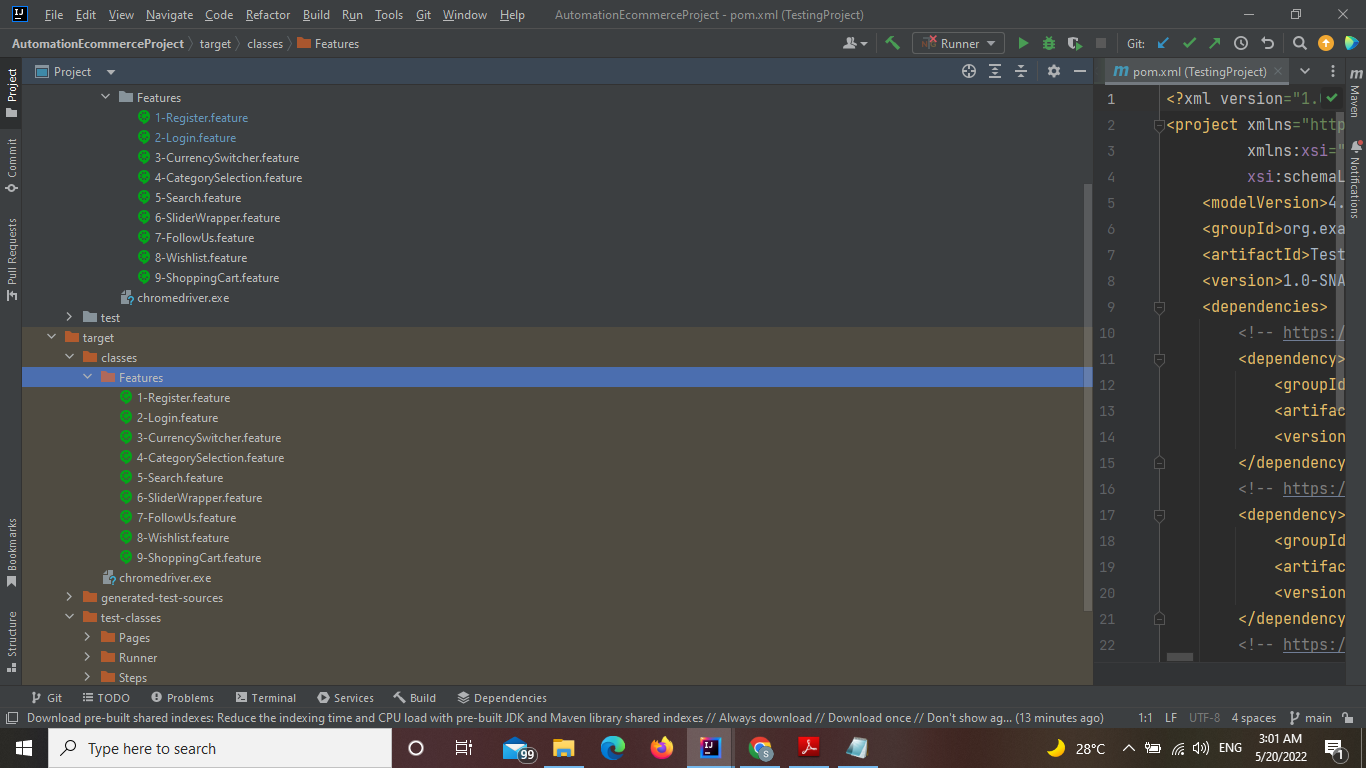 File Edit View Navigate Code Refactor Build Run Tools Git Window Help AutomationEcommerceProject - pom.xml (TestingProject)
AutomationEcommerceProject target classes Features Runner Git:
Project pom.xml (TestingProject)
Features
1-Register.feature
2-Login.feature
3-CurrencySwitcher.feature
4-CategorySelection.feature
5-Search.feature
6-SliderWrapper.feature
7-FollowUs.feature
8-Wishlist.feature
9-ShoppingCart.feature
chromedriver.exe
test
target
classes
Features
1-Register.feature
2-Login.feature
3-CurrencySwitcher.feature
4-CategorySelection.feature
5-Search.feature
6-SliderWrapper.feature
7-FollowUs.feature
8-Wishlist.feature
9-ShoppingCart.feature
chromedriver.exe
generated-test-sources
test-classes
Pages
Runner
Steps
Project
Commit
Pull Requests
Bookmarks
Structure
1 <?xml version="1.
2 <project xmlns="http
3 xmlns:xsi="
4 xsi:schemaL
5 <modelVersion>4.
6 <groupId>org.exa
7 <artifactId>Test
8 <version>1.0-SNA
9 <dependencies>
10 <!-- https:/
11 <dependency>
12 <groupId
13 <artifac
14 <version
15 </dependency
16 <!-- https:/
17 <dependency>
18 <groupId
19 <artifac
20 <version
21 </dependency
22 <!-- https:/
m
Maven
Notifications
Git TODO Problems Terminal Services Build Dependencies
Download pre-built shared indexes: Reduce the indexing time and CPU load with pre-built JDK and Maven library shared indexes // Always download // Download once // Don't show ag... (13 minutes ago) 1:1 LF UTF-8 4 spaces main
Type here to search 99 28°C ENG 3:01 AM
5/20/2022 1